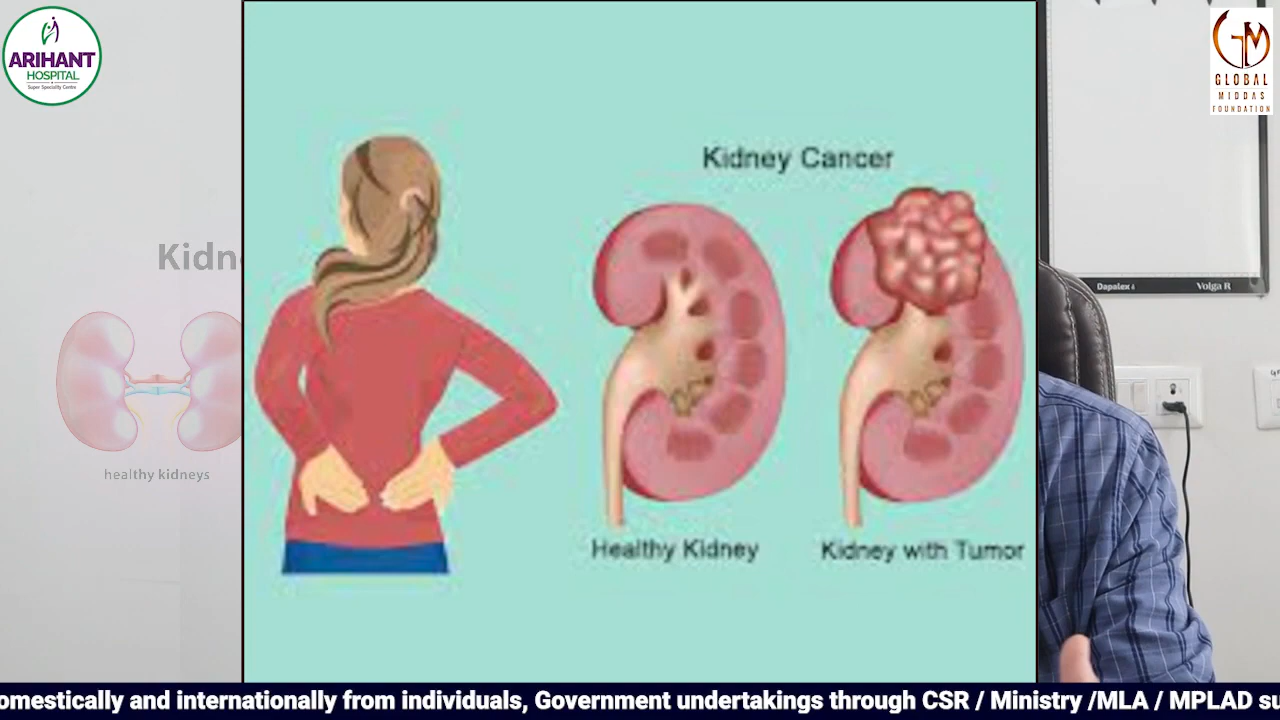 ARIHANT
HOSPITAL
Super Speciality Centre
GM
GLOBAL
MIDDAS
FOUNDATION
Kidney Cancer
Kidn
healthy kidneys
Healthy Kidney
Kidney with Tumor
Dapalex
Volga R
omestically and internationally from individuals, Government undertakings through CSR / Ministry /MLA / MPLAD su